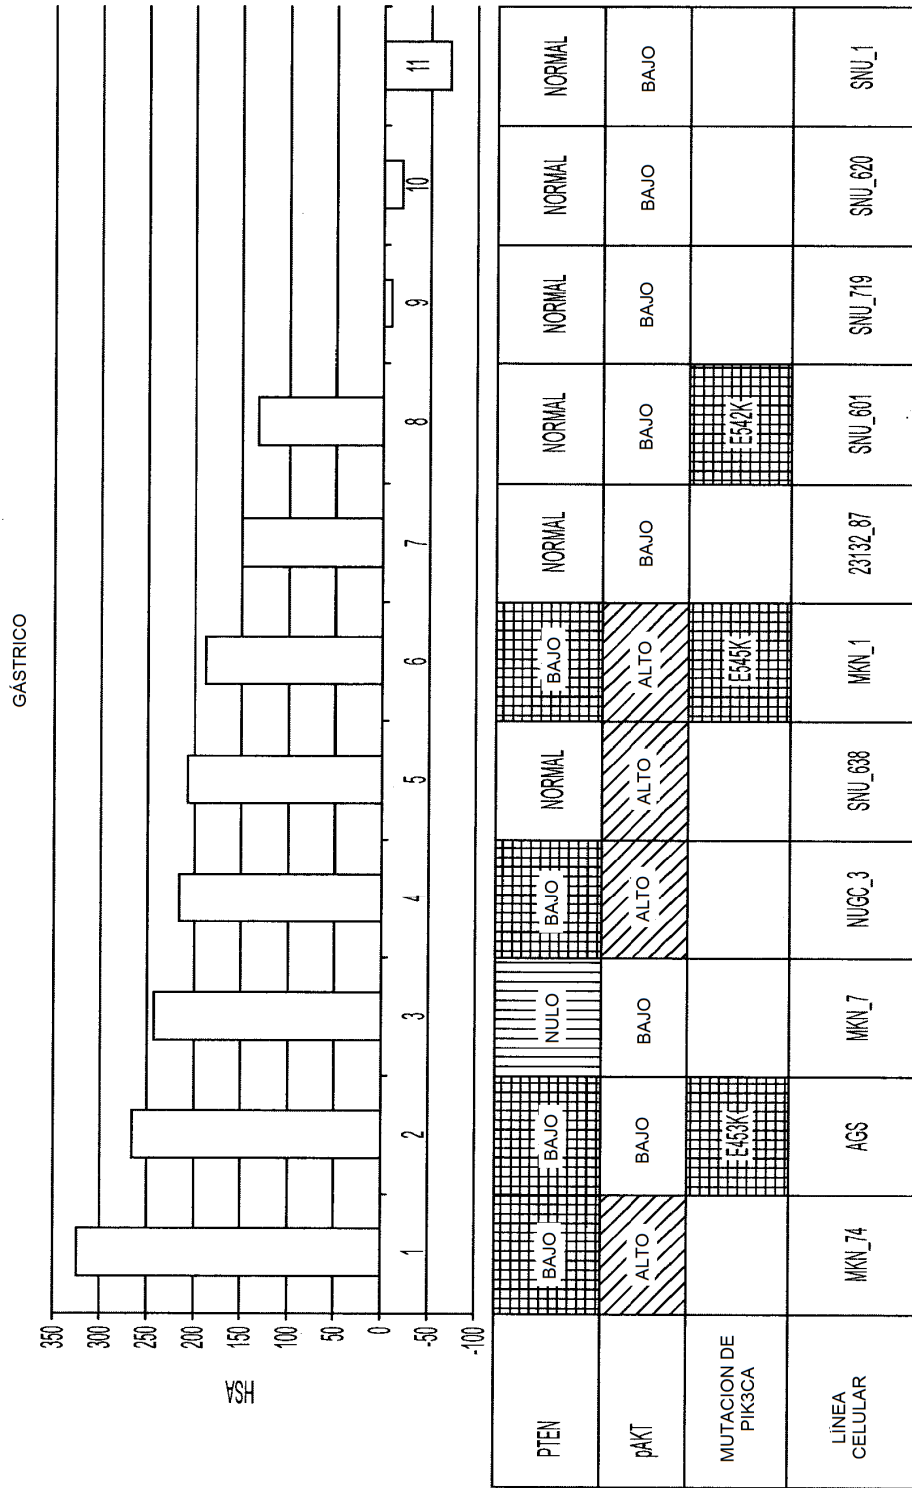 GÁSTRICO
HSA
350
300
250
200
150
100
50
0
-50
-100
1
2
3
4
5
6
7
8
9
10
11
PTEN BAJO BAJO NULO BAJO NORMAL BAJO NORMAL NORMAL NORMAL NORMAL NORMAL
pAKT ALTO BAJO BAJO ALTO ALTO ALTO BAJO BAJO BAJO BAJO BAJO
MUTACION DE
PIK3CA
E453K E545K E542K
LÍNEA
CELULAR
MKN_74 AGS MKN_7 NUGC_3 SNU_638 MKN_1 23132_87 SNU_601 SNU_719 SNU_620 SNU_1